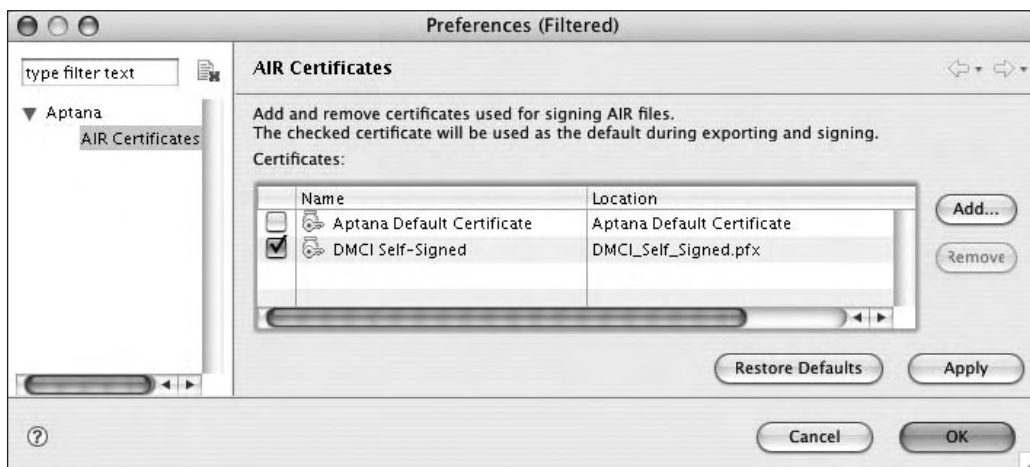 Preferences (Filtered)
type filter text
Aptana
AIR Certificates
AIR Certificates
Add and remove certificates used for signing AIR files.
The checked certificate will be used as the default during exporting and signing.
Certificates:
Name Location
Aptana Default Certificate Aptana Default Certificate
DMCI Self-Signed DMCI_Self_Signed.pfx
Add...
Remove
Restore Defaults Apply
? Cancel OK